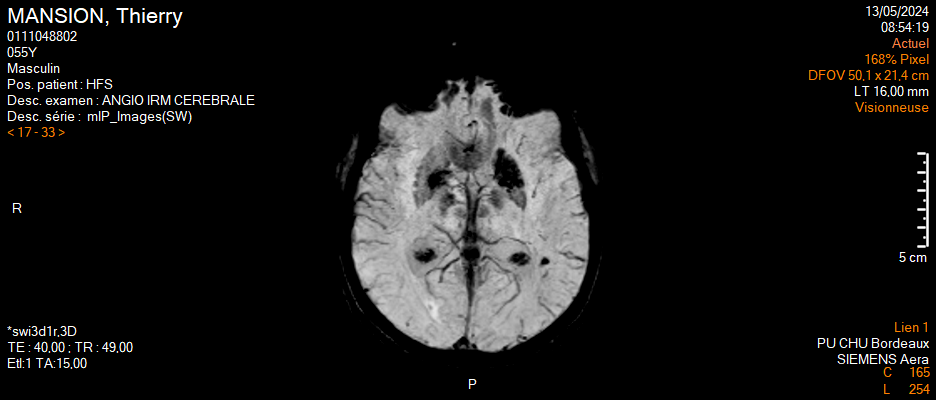 MANSION, Thierry
0111048802
055Y
Masculin
Pos. patient : HFS
Desc. examen : ANGIO IRM CEREBRALE
Desc. série : mIP_Images(SW)
< 17 - 33 >
13/05/2024
08:54:19
Actuel
168% Pixel
DFOV 50,1 x 21,4 cm
LT 16,00 mm
Visionneuse
R
5 cm
*swi3d1r,3D
TE : 40,00 ; TR : 49,00
Etl:1 TA:15,00
P
Lien 1
PU CHU Bordeaux
SIEMENS Aera
C 165
L 254